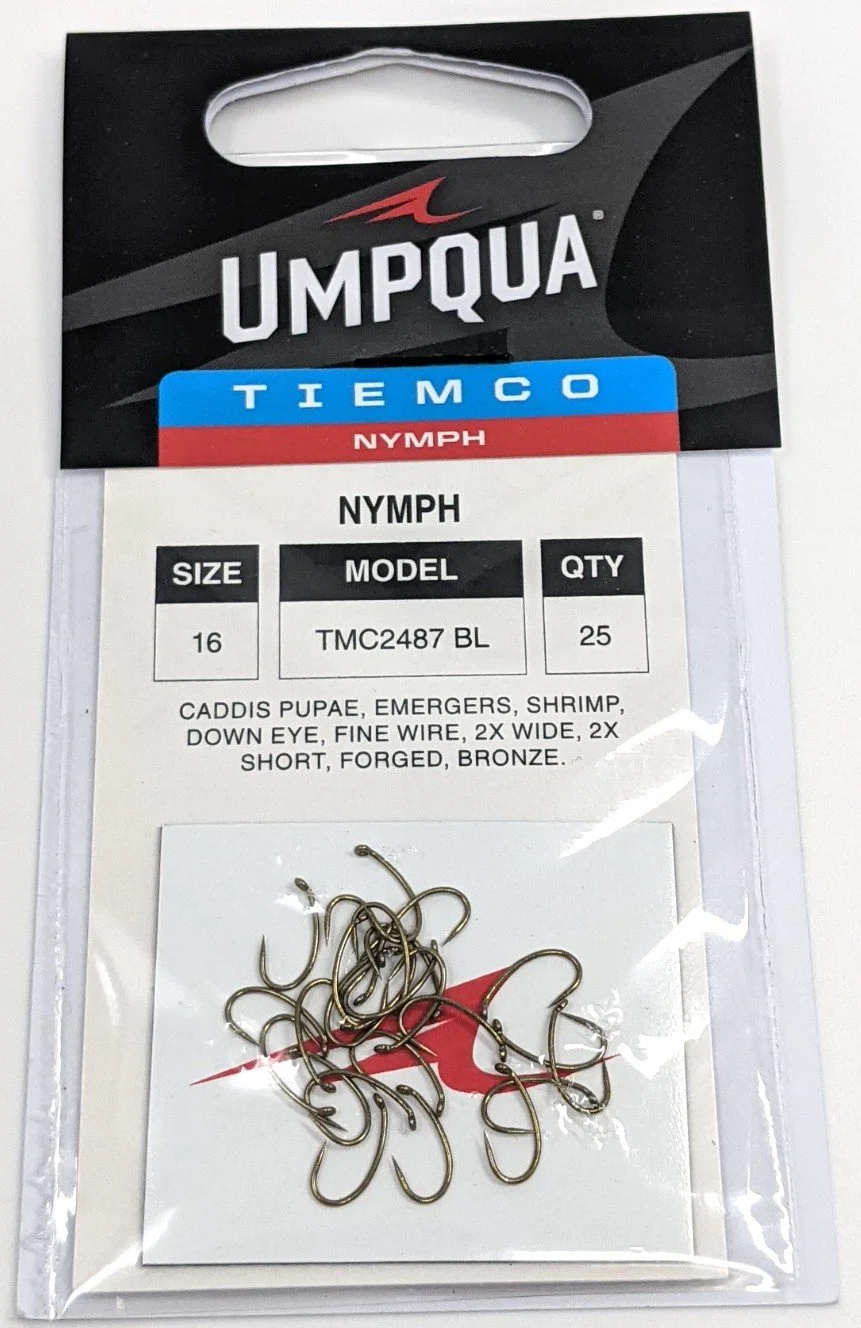 UMPQUA®
TIEMCO
NYMPH
NYMPH
SIZE MODEL QTY
16 TMC2487 BL 25
CADDIS PUPAE, EMERGERS, SHRIMP,
DOWN EYE, FINE WIRE, 2X WIDE, 2X
SHORT, FORGED, BRONZE.